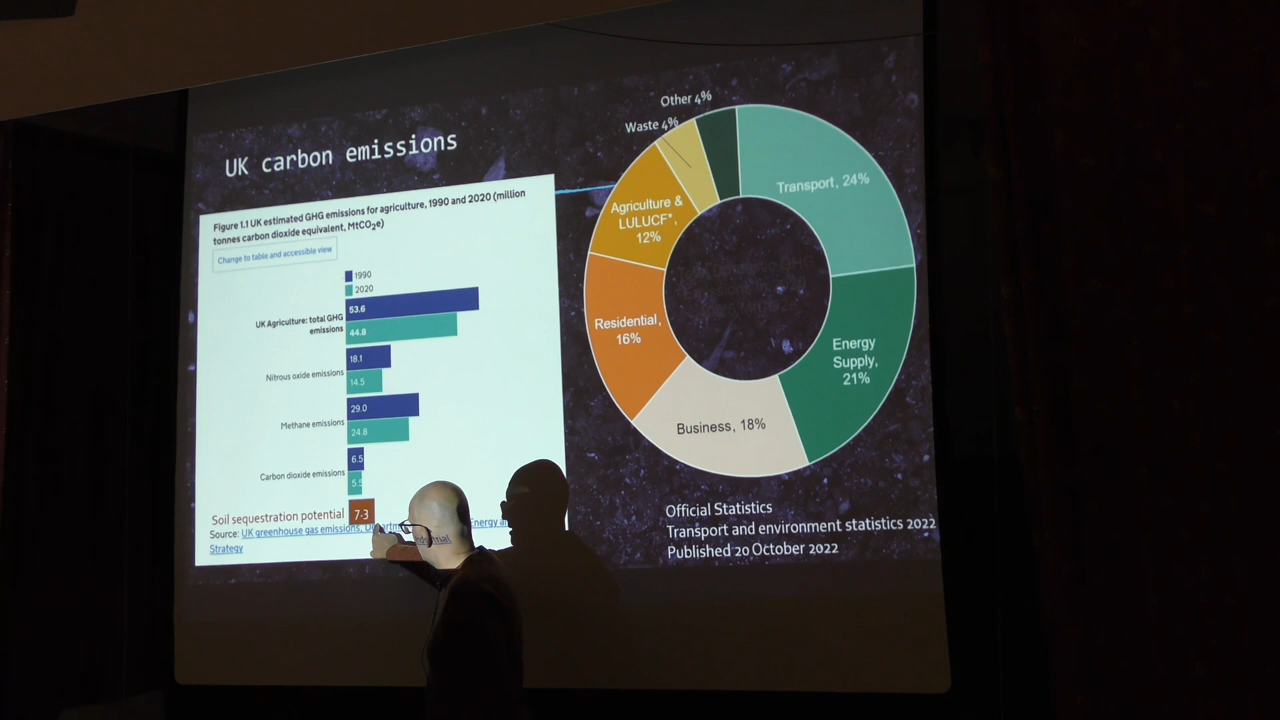 UK carbon emissions
Figure 1.1 UK estimated GHG emissions for agriculture, 1990 and 2020 (million
tonnes carbon dioxide equivalent, MtCO₂e)
Change to table and accessible view
1990
2020
UK Agriculture: total GHG
emissions
53.6
44.8
Nitrous oxide emissions
18.1
14.5
Methane emissions
29.0
24.8
Carbon dioxide emissions
6.5
5.5
Soil sequestration potential
7.3
Source: UK greenhouse gas emissions, Energy
Strategy
Other 4%
Waste 4%
Transport, 24%
Agriculture &
LULUCF*,
12%
Residential,
16%
Energy
Supply,
21%
Business, 18%
Official Statistics
Transport and environment statistics 2022
Published 20 October 2022